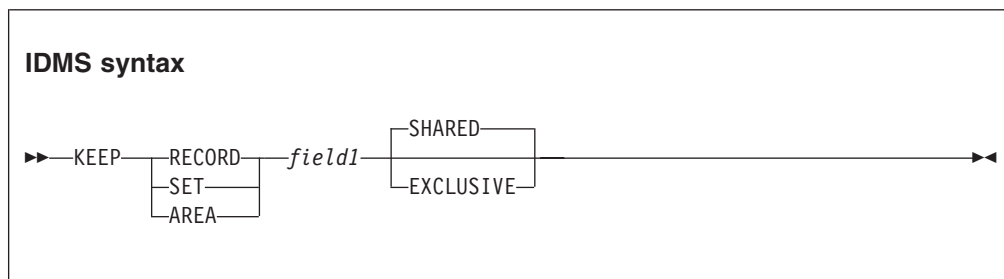 IDMS syntax
SHARED
KEEP RECORD field1
SET EXCLUSIVE
AREA